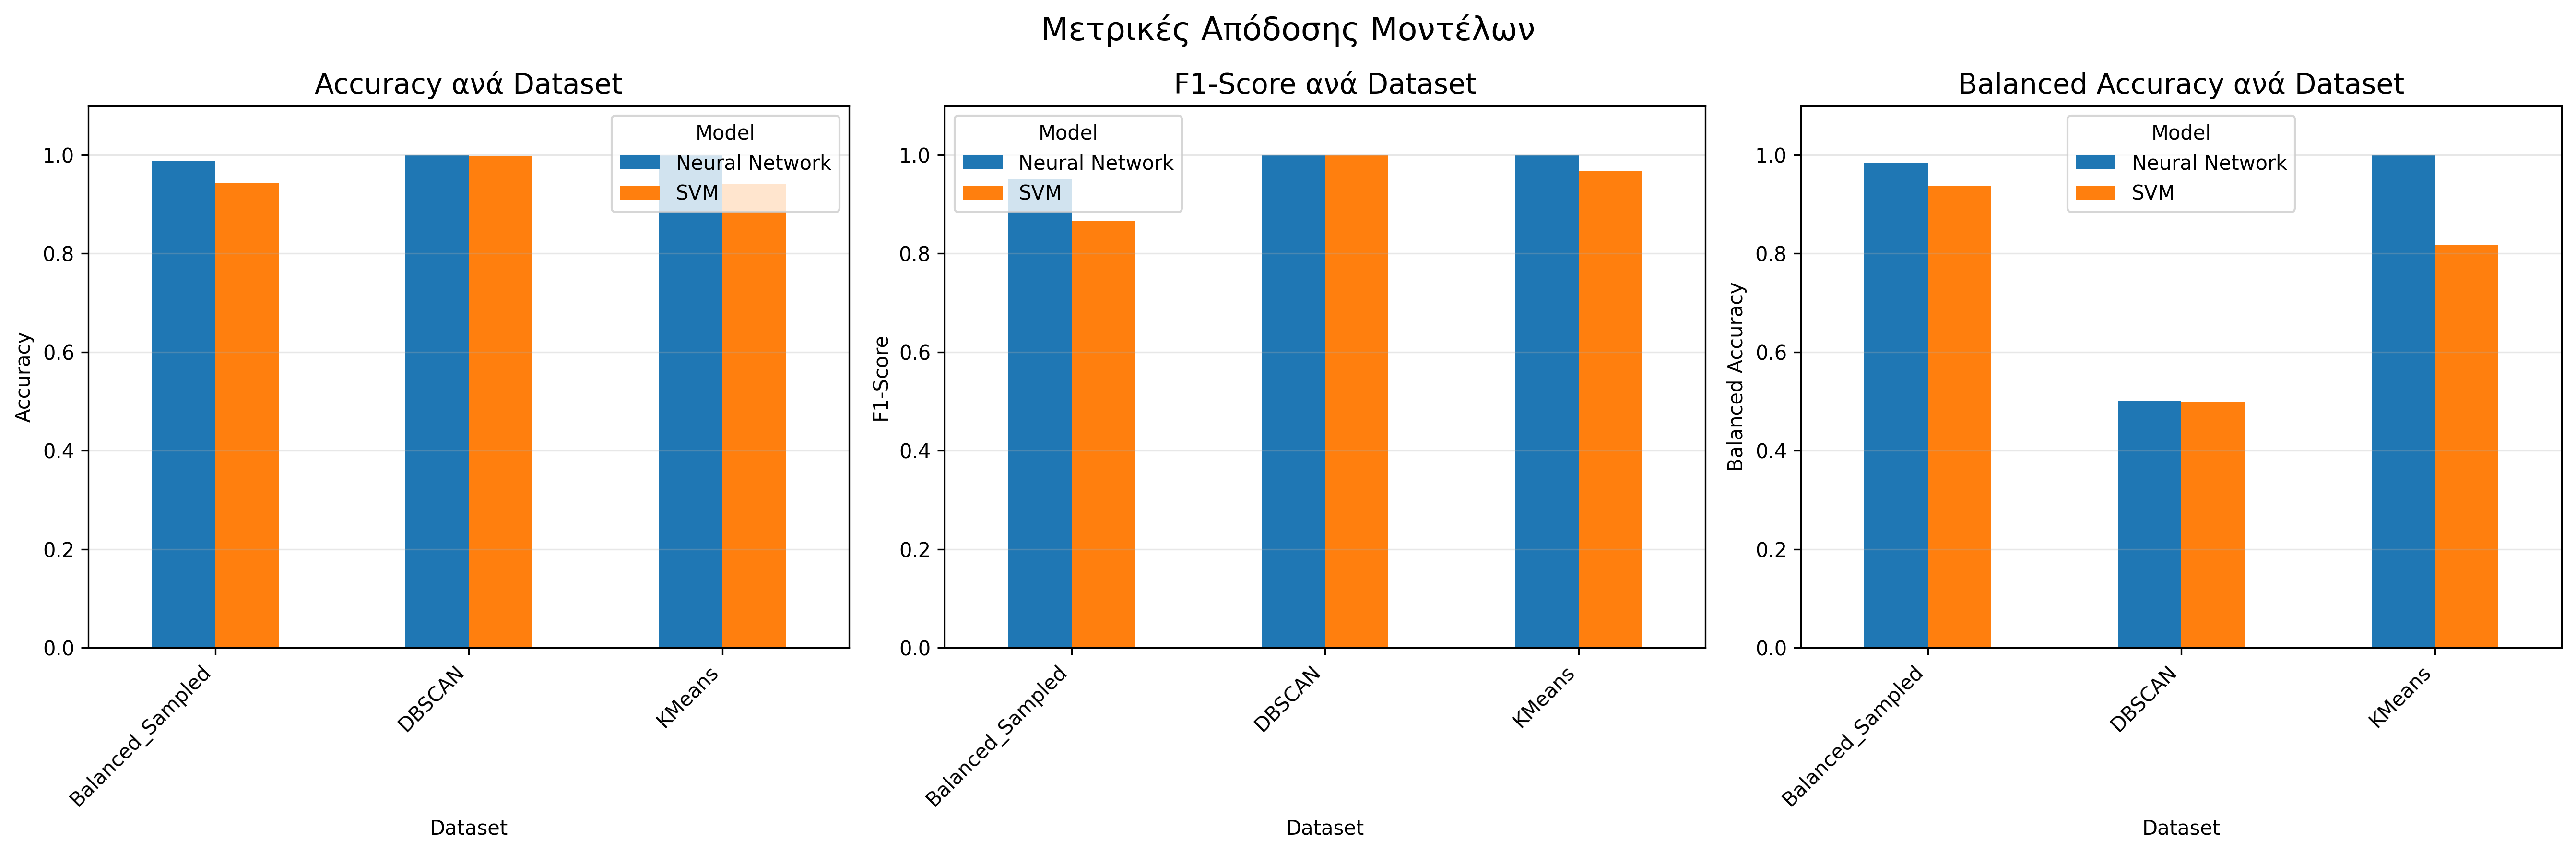 Μετρικές Απόδοσης Μοντέλων
Accuracy ανά Dataset
Model
Neural Network
SVM
1.0
0.8
0.6
0.4
0.2
0.0
Accuracy
Balanced_Sampled
DBSCAN
KMeans
Dataset
F1-Score ανά Dataset
Model
Neural Network
SVM
1.0
0.8
0.6
0.4
0.2
0.0
F1-Score
Balanced_Sampled
DBSCAN
KMeans
Dataset
Balanced Accuracy ανά Dataset
Model
Neural Network
SVM
1.0
0.8
0.6
0.4
0.2
0.0
Balanced Accuracy
Balanced_Sampled
DBSCAN
KMeans
Dataset